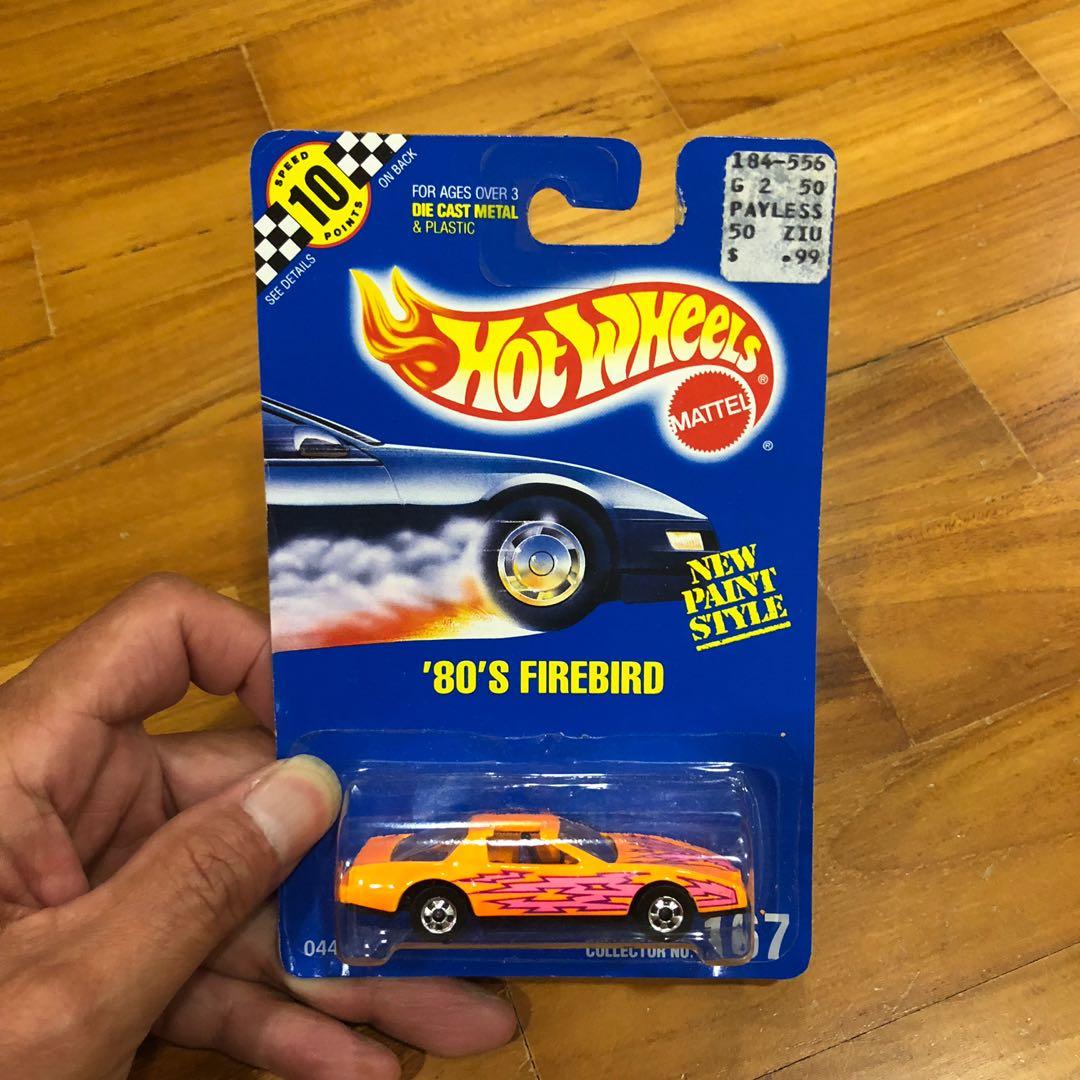 SPEED
10
POINTS
ON BACK
SEE DETAILS
FOR AGES OVER 3
DIE CAST METAL
& PLASTIC
184-556
G 2 50
PAYLESS
50 ZIU
$ .99
HOT WHEELS®
MATTEL
®
NEW
PAINT
STYLE
'80'S FIREBIRD
044
COLLECTOR NO. 167